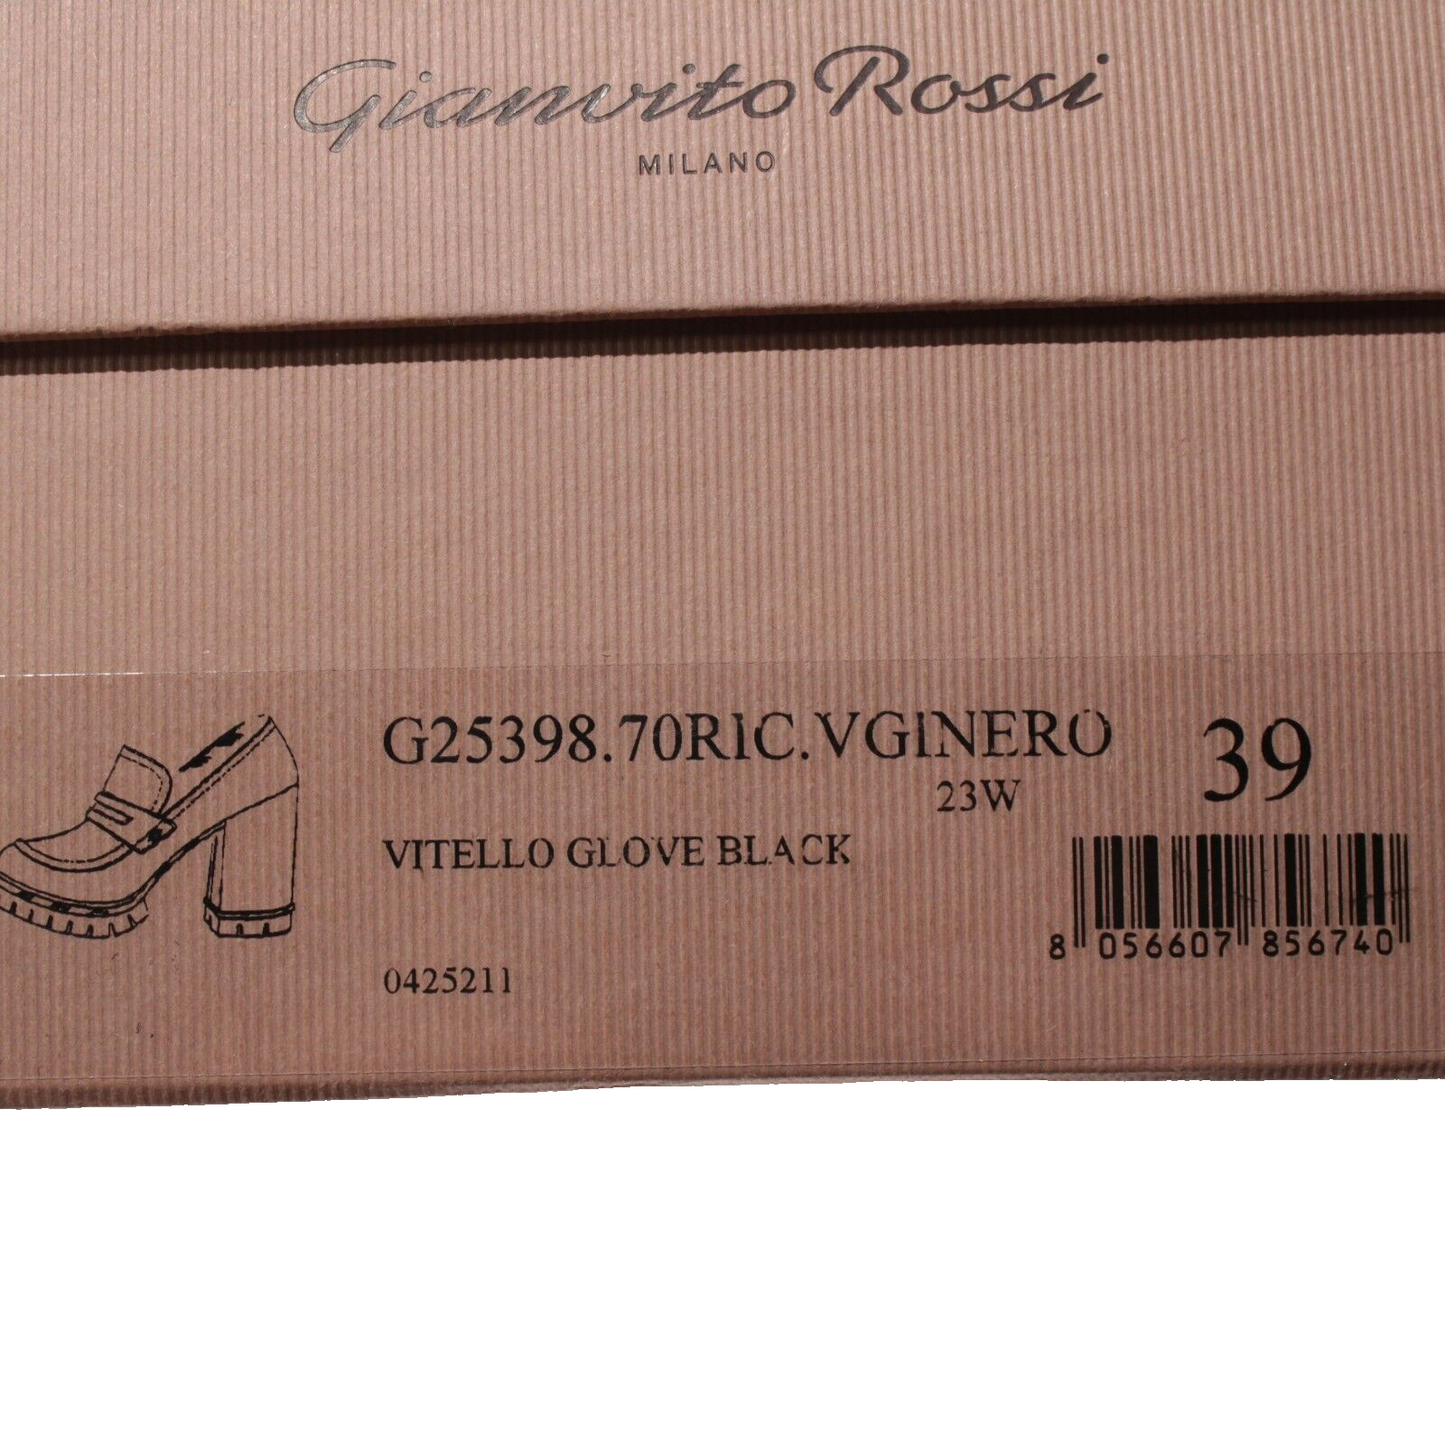 Gianvito Rossi
MILANO
G25398.70RIC.VGINERO
39
23W
VITELLO GLOVE BLACK
8 056607 856740
0425211